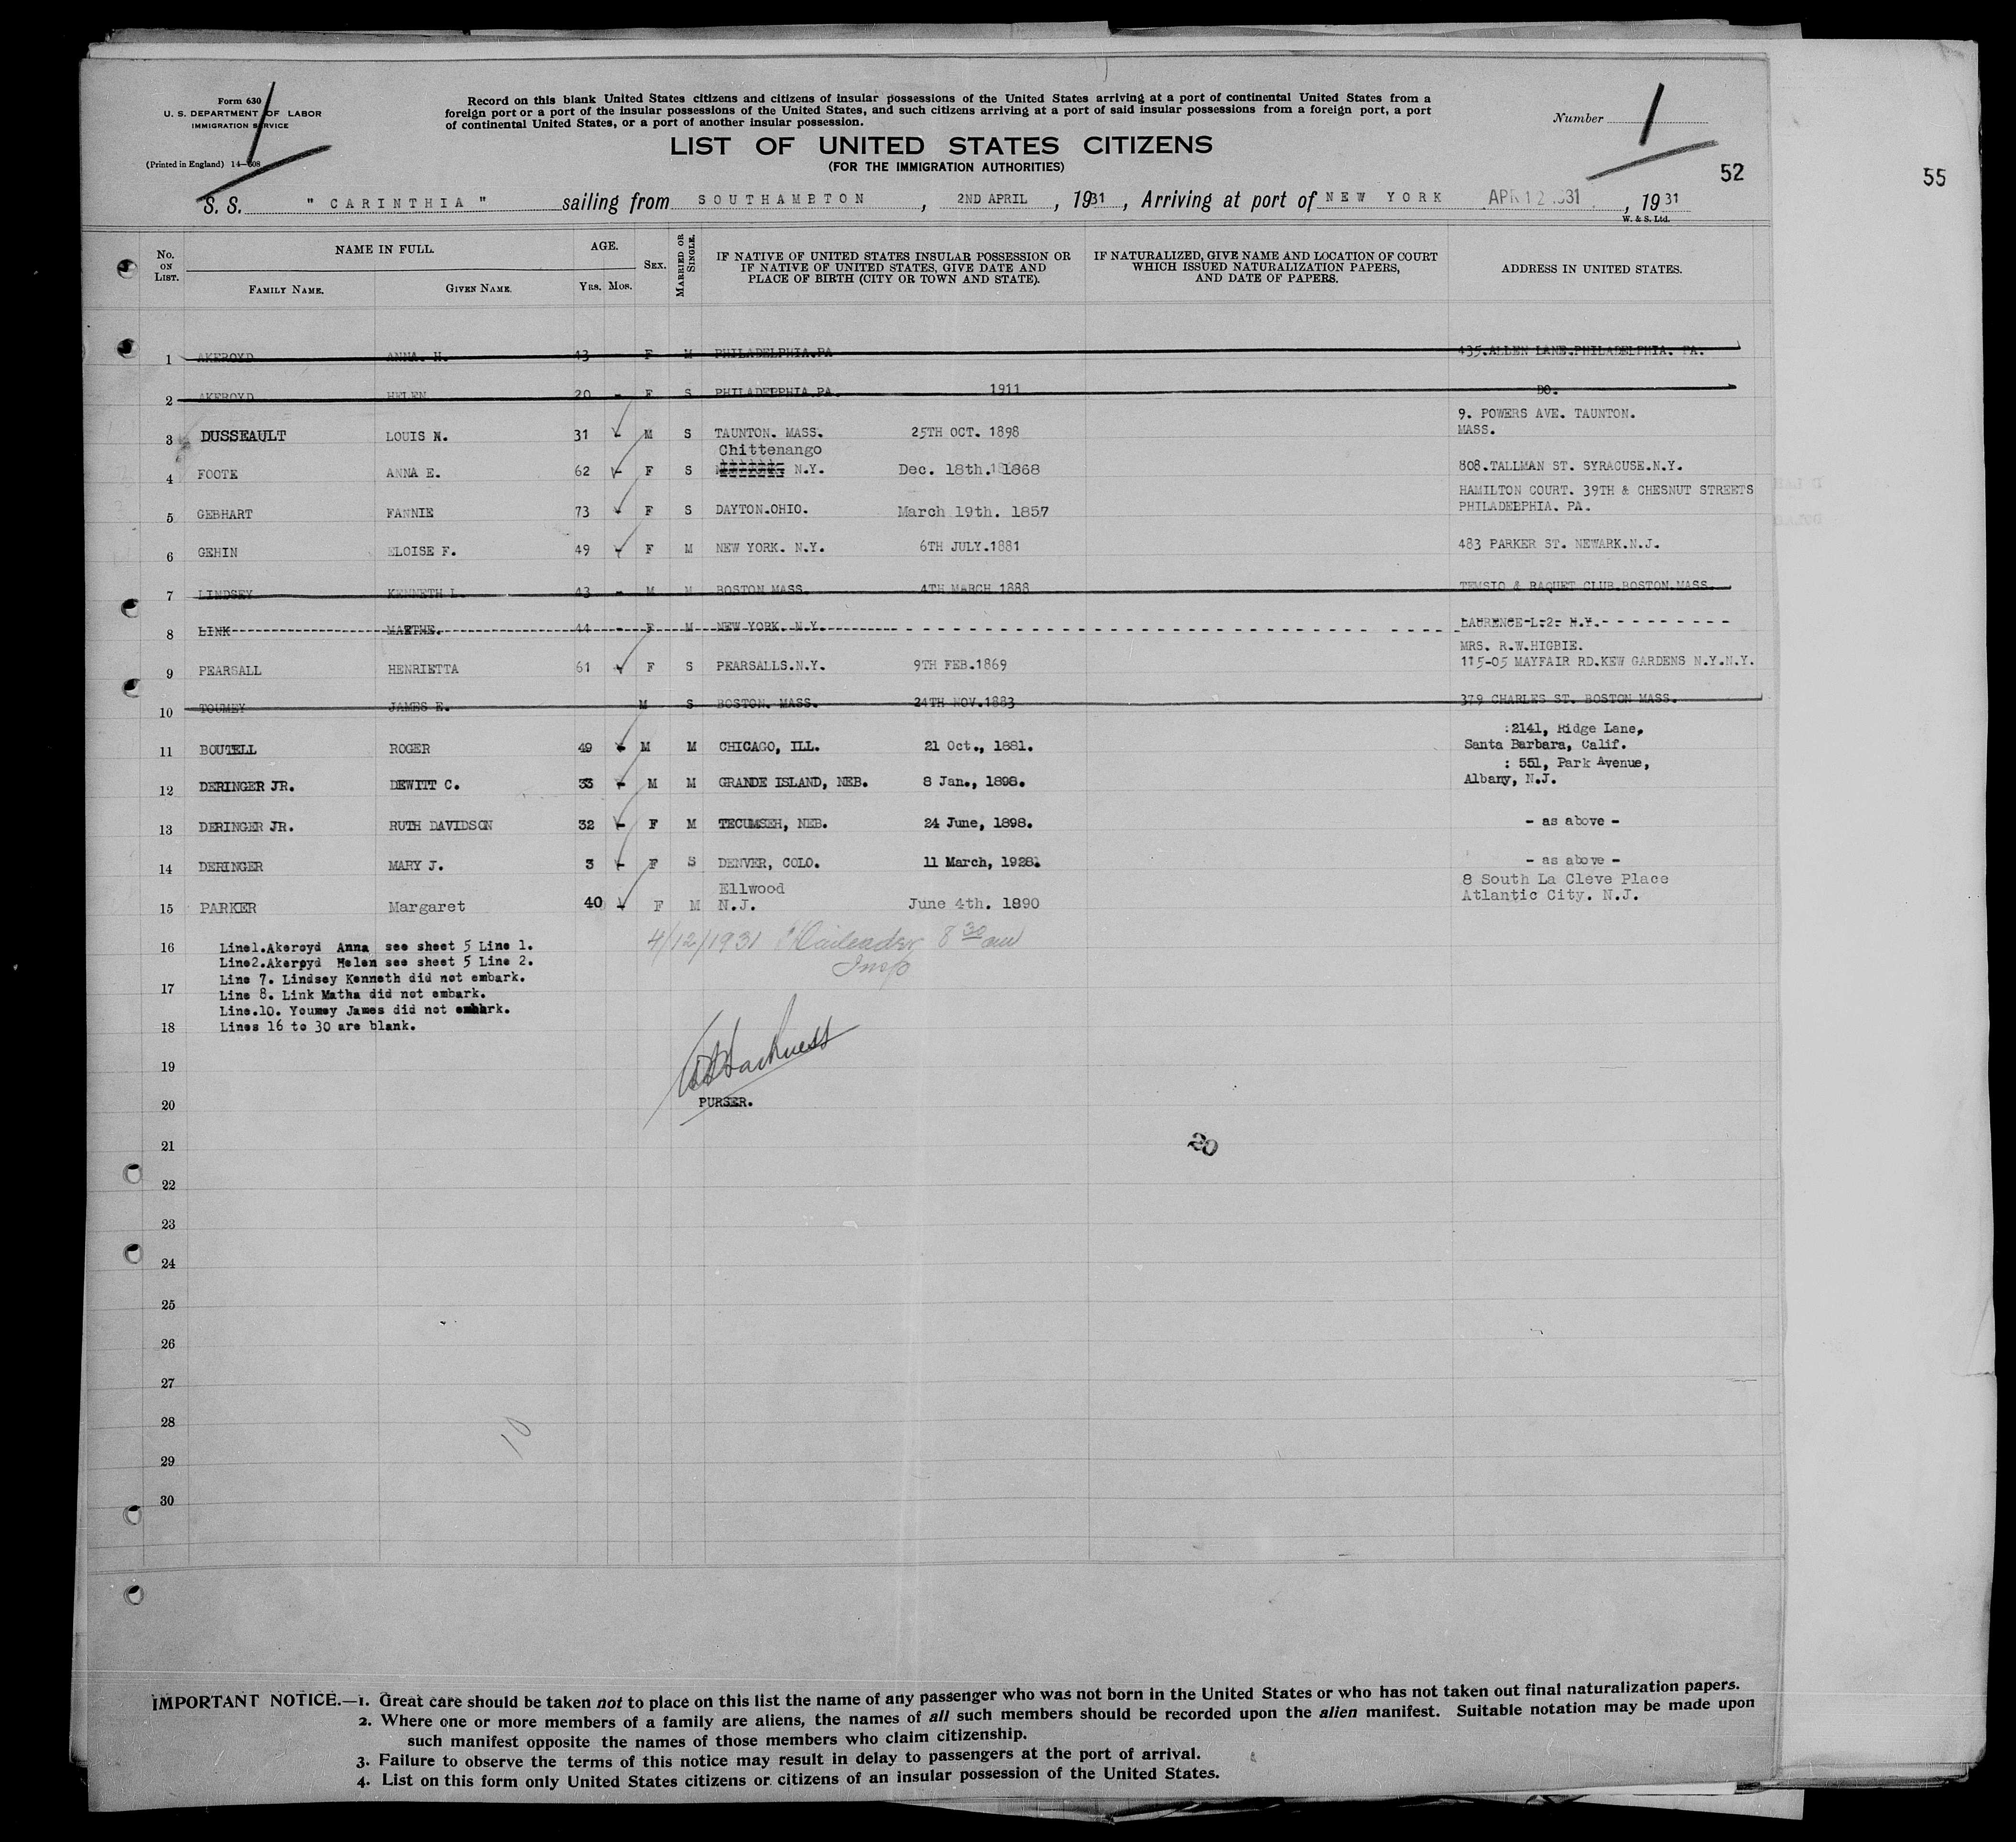 Form 630
U. S. DEPARTMENT OF LABOR
IMMIGRATION SERVICE
(Printed in England) 14—608
Record on this blank United States citizens and citizens of insular possessions of the United States arriving at a port of continental United States from a
foreign port or a port of the insular possessions of the United States, and such citizens arriving at a port of said insular possessions from a foreign port, a port
of continental United States, or a port of another insular possession.
Number 1
LIST OF UNITED STATES CITIZENS
(FOR THE IMMIGRATION AUTHORITIES)
52
55
S. S. "CARINTHIA" sailing from SOUTHAMPTON, 2ND APRIL, 1931, Arriving at port of NEW YORK APR 12 1931, 1931
W. & S. Ltd.
No. ON LIST. NAME IN FULL. AGE. SEX. MARRIED OR SINGLE. IF NATIVE OF UNITED STATES INSULAR POSSESSION OR IF NATIVE OF UNITED STATES, GIVE DATE AND PLACE OF BIRTH (CITY OR TOWN AND STATE). IF NATURALIZED, GIVE NAME AND LOCATION OF COURT WHICH ISSUED NATURALIZATION PAPERS, AND DATE OF PAPERS. ADDRESS IN UNITED STATES.
FAMILY NAME. GIVEN NAME. YRS. MOS.
1 AKEROYD ANNA. H. 43 F M PHILADELPHIA.PA 435.ALLEN LANE.PHILADELPHIA. PA.
2 AKEROYD HELEN 20 - F S PHILADEPPHIA.PA. 1911 DO.
3 DUSSEAULT LOUIS N. 31 - M S TAUNTON. MASS. 25TH OCT. 1898 9. POWERS AVE. TAUNTON. MASS.
4 FOOTE ANNA E. 62 - F S Chittenango N.Y. Dec. 18th. 1868 808.TALLMAN ST. SYRACUSE.N.Y.
5 GEBHART FANNIE 73 - F S DAYTON.OHIO. March 19th. 1857 HAMILTON COURT. 39TH & CHESNUT STREETS PHILADEPPHIA. PA.
6 GEHIN ELOISE F. 49 - F M NEW YORK. N.Y. 6TH JULY.1881 483 PARKER ST. NEWARK.N.J.
7 LINDSEY KENNETH L. 43 - M M BOSTON MASS. 4TH MARCH 1888 & RAQUET CLUB.BOSTON.MASS.
8 LINK MARTHE. 44 - F M NEW YORK. N.Y. LAURENCE L.2. N.Y.
9 PEARSALL HENRIETTA 61 - F S PEARSALLS.N.Y. 9TH FEB.1869 MRS. R.W.HIGBIE. 115-05 MAYFAIR RD.KEW GARDENS N.Y.N.Y.
10 TOUMEY JAMES E. M S BOSTON. MASS. 24TH NOV.1883 379 CHARLES ST. BOSTON MASS.
11 BOUTELL ROGER 49 - M M CHICAGO, ILL. 21 Oct., 1881. :2141, Ridge Lane, Santa Barbara, Calif.
12 DERINGER JR. DEWITT C. 33 - M M GRANDE ISLAND, NEB. 8 Jan., 1898. : 551, Park Avenue, Albany, N.J.
13 DERINGER JR. RUTH DAVIDSON 32 - F M TECUMSEH, NEB. 24 June, 1898. - as above -
14 DERINGER MARY J. 3 - F S DENVER, COLO. 11 March, 1928. - as above -
15 PARKER Margaret 40 - F M Ellwood N.J. June 4th. 1890 8 South La Cleve Place Atlantic City. N.J.
4/12/1931 8 30 am
Insp
16 Line1.Akeroyd Anna see sheet 5 Line 1.
Line2.Akeroyd Helen see sheet 5 Line 2.
Line 7. Lindsey Kenneth did not embark.
17 Line 8. Link Matha did not embark.
Line.10. Youmey James did not embark.
18 Lines 16 to 30 are blank.
19
20 PURSER.
20
21
22
23
24
25
26
27
28
10
29
30
IMPORTANT NOTICE.—1. Great care should be taken not to place on this list the name of any passenger who was not born in the United States or who has not taken out final naturalization papers.
2. Where one or more members of a family are aliens, the names of all such members should be recorded upon the alien manifest. Suitable notation may be made upon
such manifest opposite the names of those members who claim citizenship.
3. Failure to observe the terms of this notice may result in delay to passengers at the port of arrival.
4. List on this form only United States citizens or citizens of an insular possession of the United States.